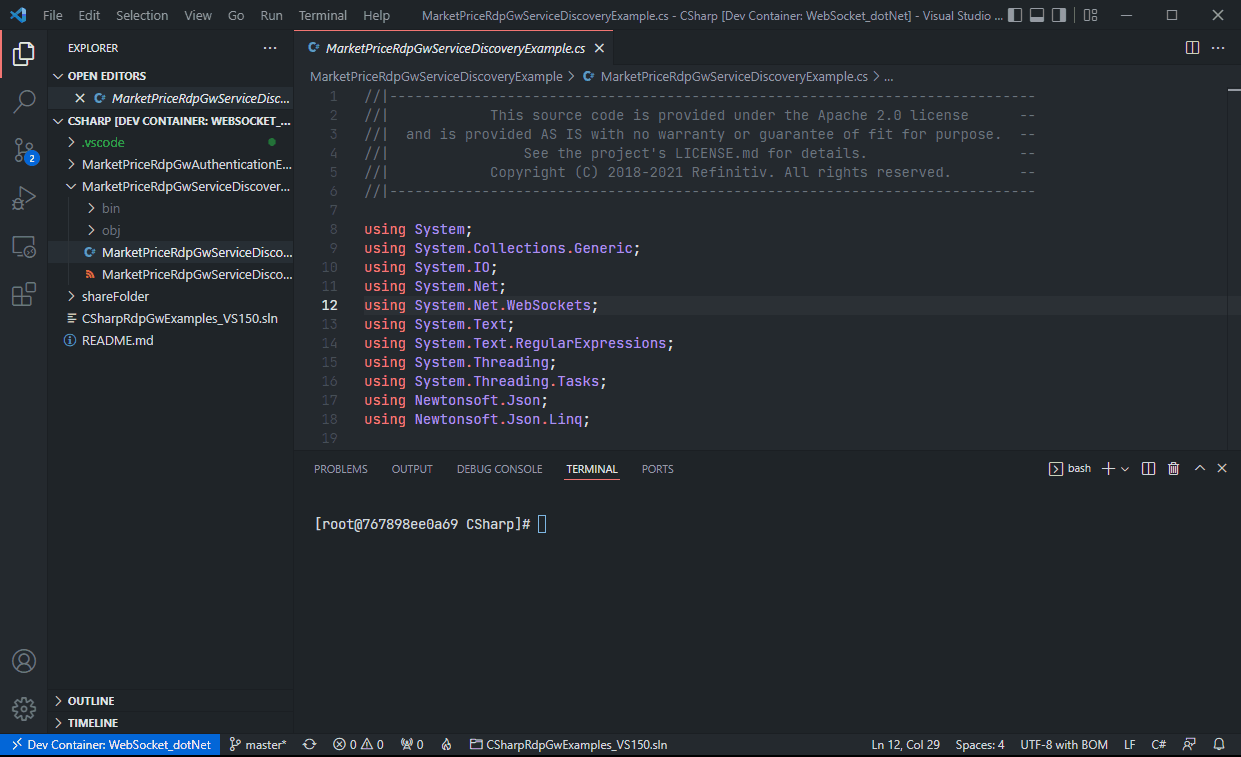 File Edit Selection View Go Run Terminal Help MarketPriceRdpGwServiceDiscoveryExample.cs - CSharp [Dev Container: WebSocket_dotNet] - Visual Studio ...
EXPLORER
OPEN EDITORS
MarketPriceRdpGwServiceDisc...
CSHARP [DEV CONTAINER: WEBSOCKET_...
.vscode
MarketPriceRdpGwAuthenticationE...
MarketPriceRdpGwServiceDiscover...
bin
obj
MarketPriceRdpGwServiceDisco...
MarketPriceRdpGwServiceDisco...
shareFolder
CSharpRdpGwExamples_VS150.sln
README.md
OUTLINE
TIMELINE
2
MarketPriceRdpGwServiceDiscoveryExample.cs
MarketPriceRdpGwServiceDiscoveryExample > MarketPriceRdpGwServiceDiscoveryExample.cs > ...
1 //|-----------------------------------------------------------------------------
2 //|            This source code is provided under the Apache 2.0 license      --
3 //|  and is provided AS IS with no warranty or guarantee of fit for purpose.  --
4 //|                See the project's LICENSE.md for details.                  --
5 //|            Copyright (C) 2018-2021 Refinitiv. All rights reserved.        --
6 //|-----------------------------------------------------------------------------
7
8 using System;
9 using System.Collections.Generic;
10 using System.IO;
11 using System.Net;
12 using System.Net.WebSockets;
13 using System.Text;
14 using System.Text.RegularExpressions;
15 using System.Threading;
16 using System.Threading.Tasks;
17 using Newtonsoft.Json;
18 using Newtonsoft.Json.Linq;
19
PROBLEMS OUTPUT DEBUG CONSOLE TERMINAL PORTS bash
[root@767898ee0a69 CSharp]#
Dev Container: WebSocket_dotNet master* 0 0 0 CSharpRdpGwExamples_VS150.sln Ln 12, Col 29 Spaces: 4 UTF-8 with BOM LF C#